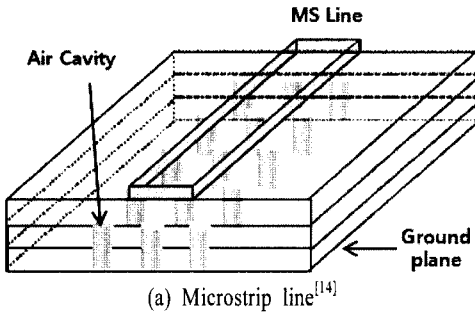 MS Line
Air Cavity
Ground
plane
(a) Microstrip line[14]